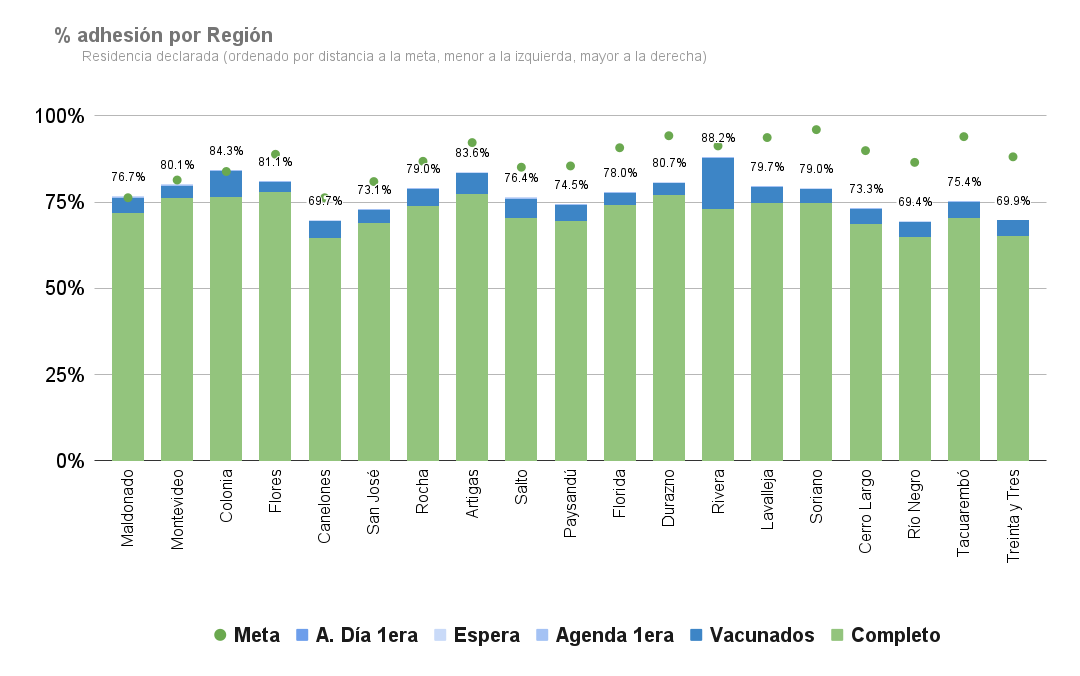 % adhesión por Región
Residencia declarada (ordenado por distancia a la meta, menor a la izquierda, mayor a la derecha)
100%
75%
50%
25%
0%
76.7%
80.1%
84.3%
81.1%
69.7%
73.1%
79.0%
83.6%
76.4%
74.5%
78.0%
80.7%
88.2%
79.7%
79.0%
73.3%
69.4%
75.4%
69.9%
Maldonado
Montevideo
Colonia
Flores
Canelones
San José
Rocha
Artigas
Salto
Paysandú
Florida
Durazno
Rivera
Lavalleja
Soriano
Cerro Largo
Río Negro
Tacuarembó
Treinta y Tres
Meta A. Día 1era Espera Agenda 1era Vacunados Completo